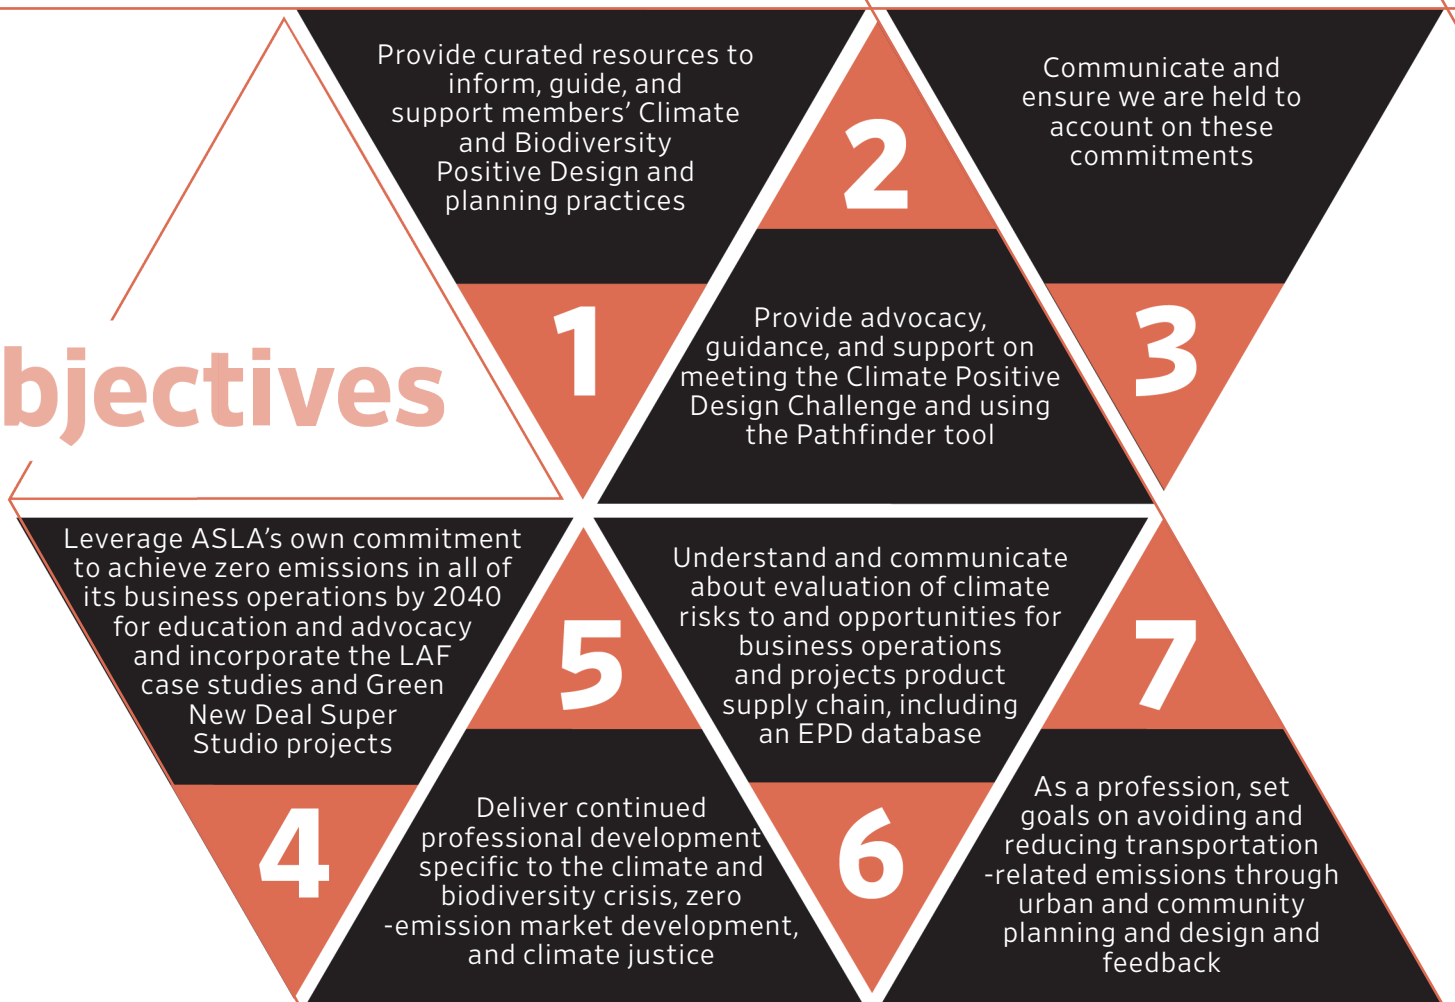 bjectives
Provide curated resources to
inform, guide, and
support members’ Climate
and Biodiversity
Positive Design and
planning practices
1
2
Provide advocacy,
guidance, and support on
meeting the Climate Positive
Design Challenge and using
the Pathfinder tool
Communicate and
ensure we are held to
account on these
commitments
3
Leverage ASLA’s own commitment
to achieve zero emissions in all of
its business operations by 2040
for education and advocacy
and incorporate the LAF
case studies and Green
New Deal Super
Studio projects
4
5
Deliver continued
professional development
specific to the climate and
biodiversity crisis, zero
-emission market development,
and climate justice
Understand and communicate
about evaluation of climate
risks to and opportunities for
business operations
and projects product
supply chain, including
an EPD database
6
7
As a profession, set
goals on avoiding and
reducing transportation
-related emissions through
urban and community
planning and design and
feedback